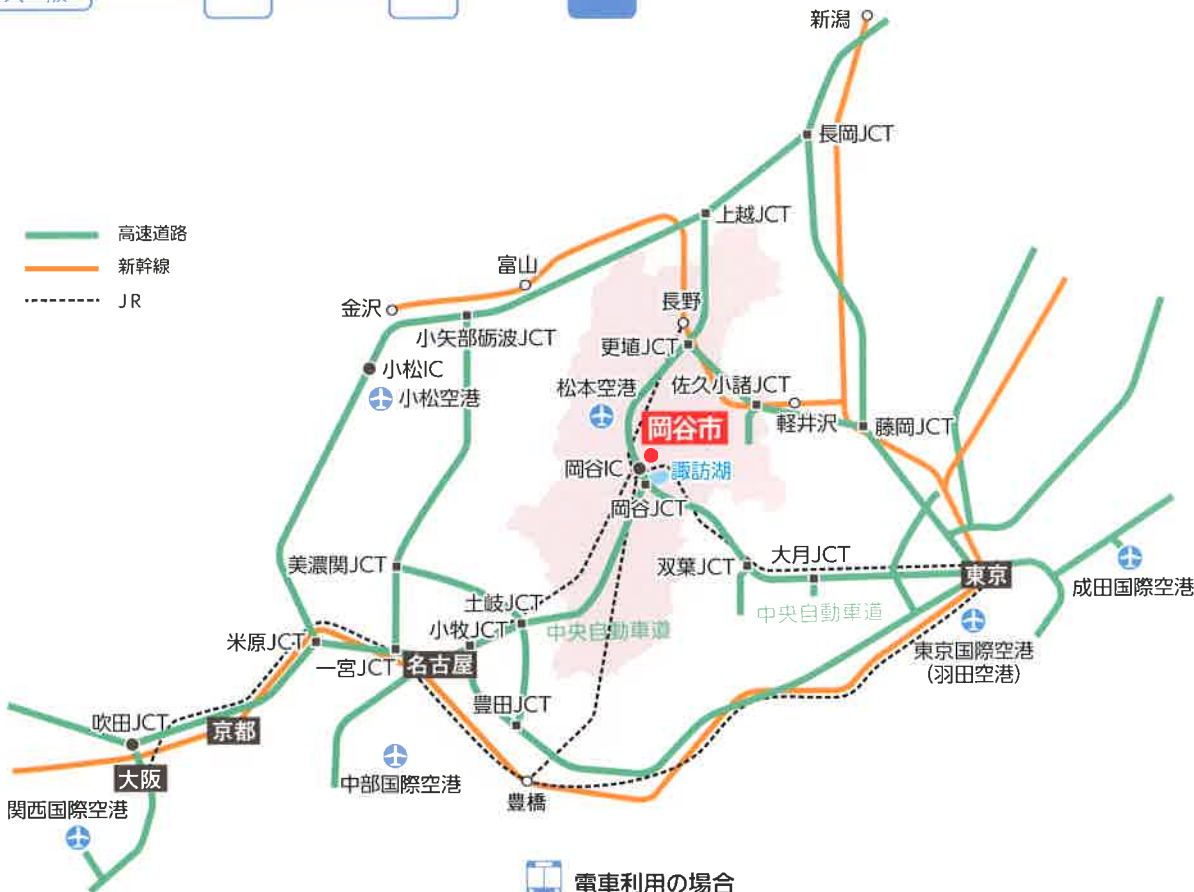 新潟
長岡JCT
上越JCT
高速道路
新幹線
JR
富山
金沢
長野
小矢部砺波JCT
更埴JCT
小松IC
小松空港
松本空港
佐久小諸JCT
軽井沢
藤岡JCT
岡谷市
岡谷IC
諏訪湖
岡谷JCT
美濃関JCT
双葉JCT
大月JCT
東京
成田国際空港
土岐JCT
中央自動車道
中央自動車道
小牧JCT
米原JCT
一宮JCT
名古屋
東京国際空港
(羽田空港)
豊田JCT
吹田JCT
京都
大阪
中部国際空港
豊橋
関西国際空港
電車利用の場合